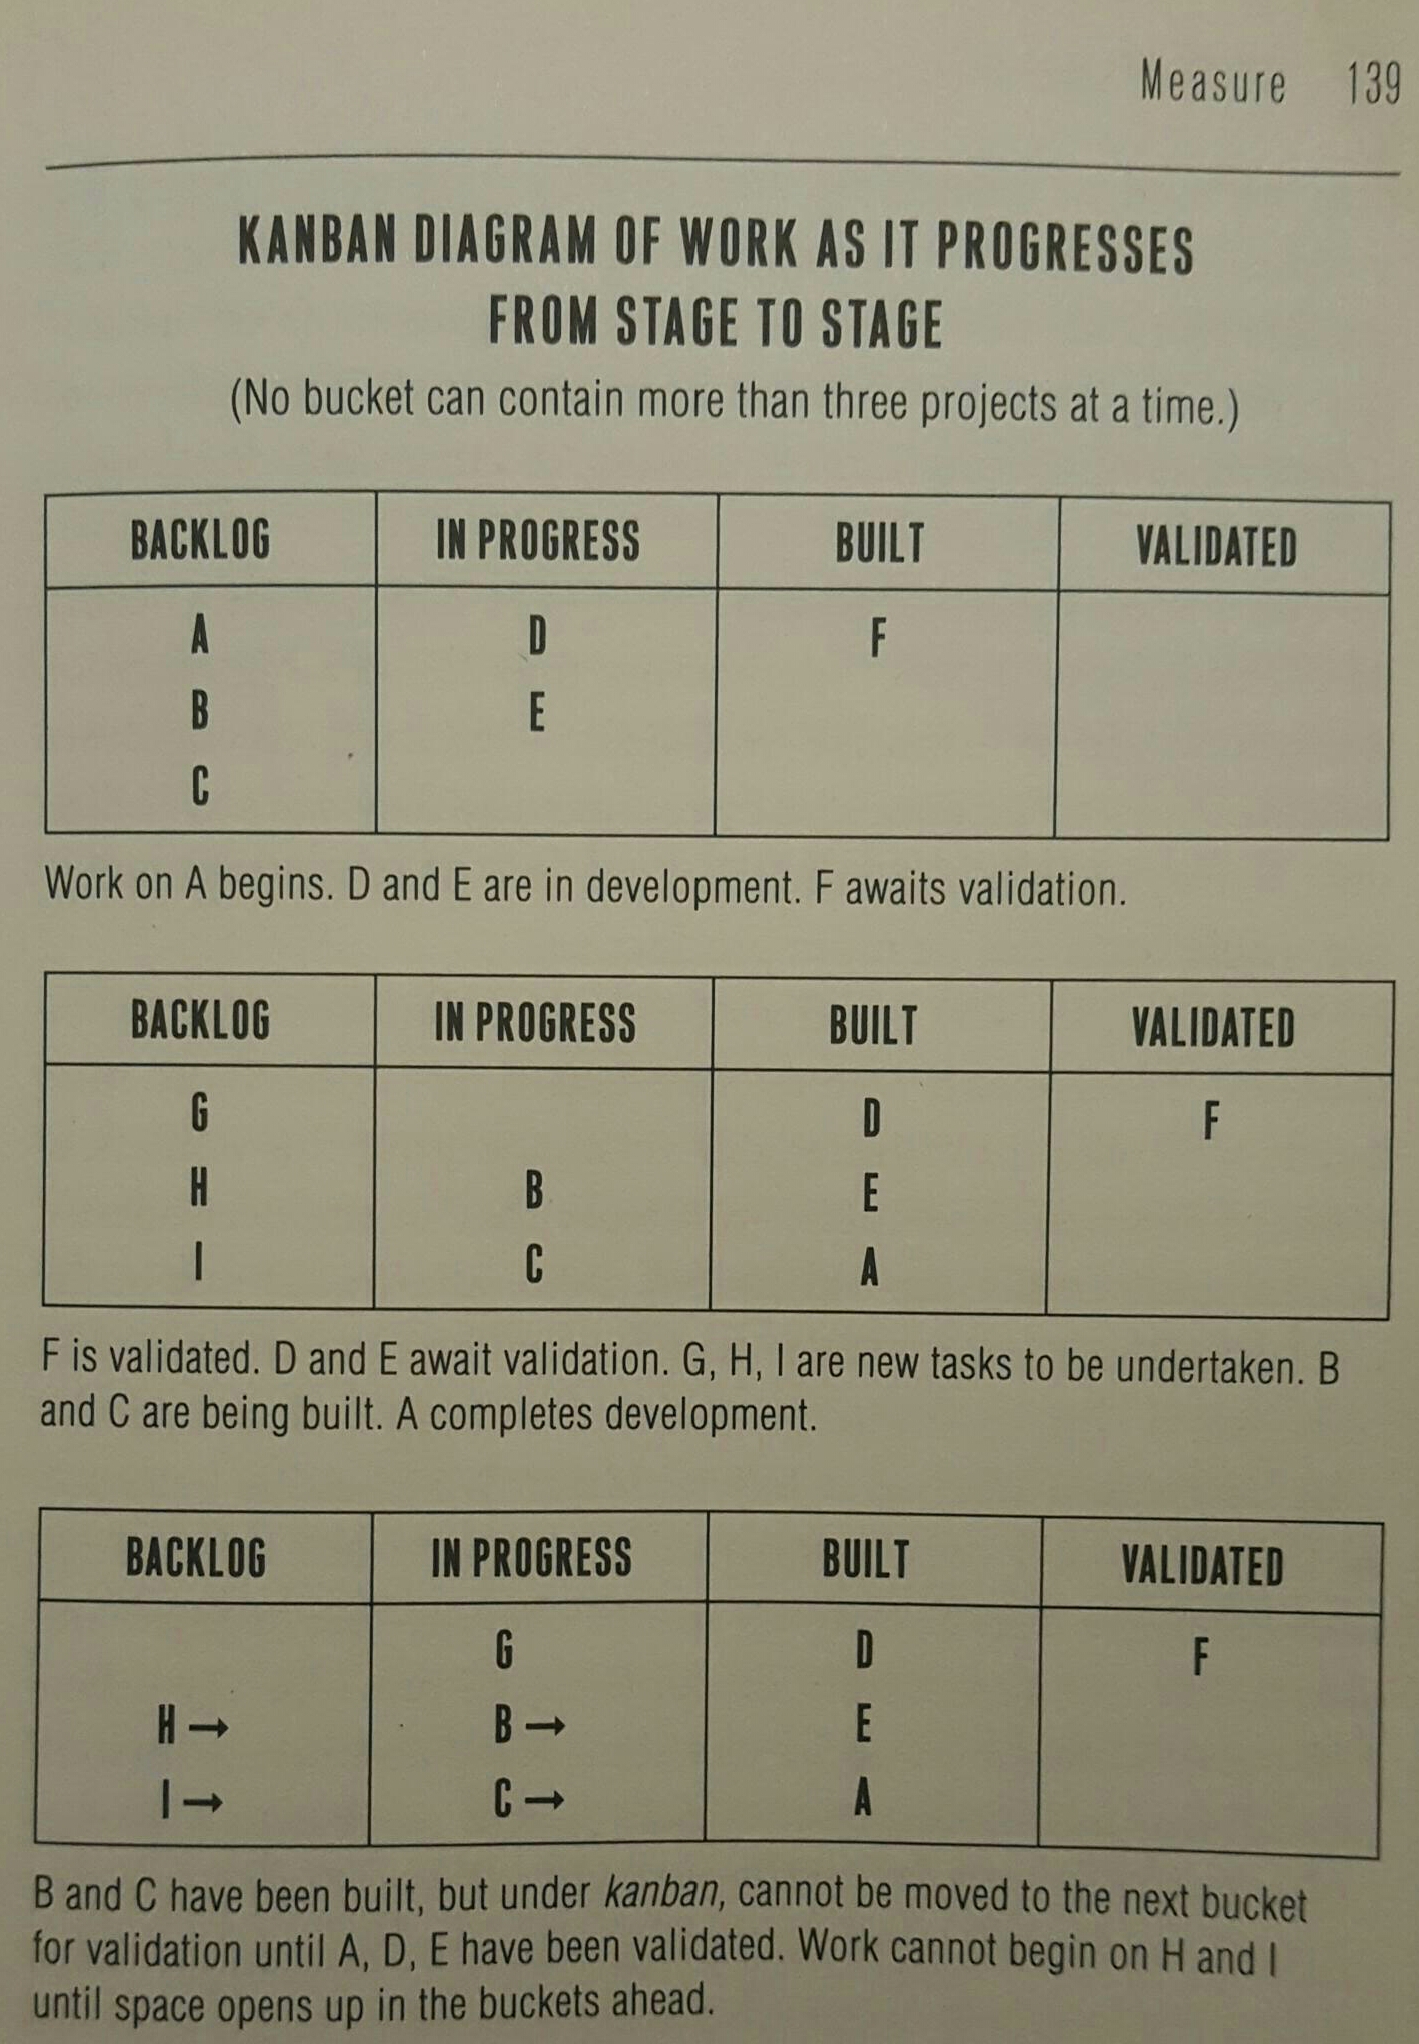 Measure 139
KANBAN DIAGRAM OF WORK AS IT PROGRESSES
FROM STAGE TO STAGE
(No bucket can contain more than three projects at a time.)
BACKLOG IN PROGRESS BUILT VALIDATED
A D F
B E
C
Work on A begins. D and E are in development. F awaits validation.
BACKLOG IN PROGRESS BUILT VALIDATED
G D F
H B E
I C A
F is validated. D and E await validation. G, H, I are new tasks to be undertaken. B
and C are being built. A completes development.
BACKLOG IN PROGRESS BUILT VALIDATED
G D F
H → B → E
I → C → A
B and C have been built, but under kanban, cannot be moved to the next bucket
for validation until A, D, E have been validated. Work cannot begin on H and I
until space opens up in the buckets ahead.